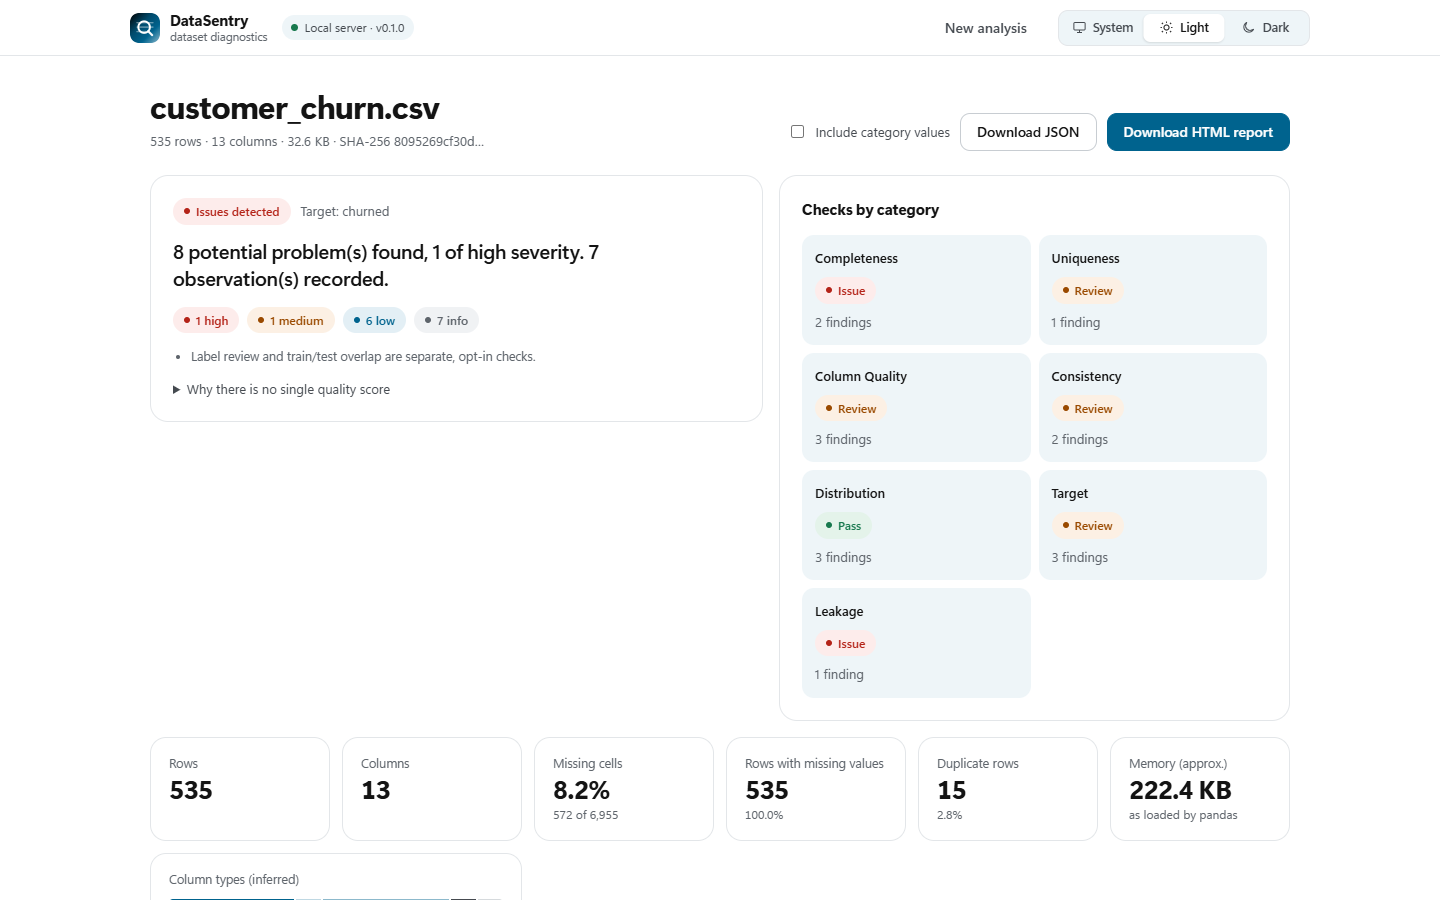 DataSentry
dataset diagnostics
Local server · v0.1.0
New analysis
System
Light
Dark
customer_churn.csv
535 rows · 13 columns · 32.6 KB · SHA-256 8095269cf30d…
Include category values
Download JSON
Download HTML report
Issues detected
Target: churned
8 potential problem(s) found, 1 of high severity. 7
observation(s) recorded.
1 high
1 medium
6 low
7 info
Label review and train/test overlap are separate, opt-in checks.
Why there is no single quality score
Checks by category
Completeness
Issue
2 findings
Uniqueness
Review
1 finding
Column Quality
Review
3 findings
Consistency
Review
2 findings
Distribution
Pass
3 findings
Target
Review
3 findings
Leakage
Issue
1 finding
Rows
535
Columns
13
Missing cells
8.2%
572 of 6,955
Rows with missing values
535
100.0%
Duplicate rows
15
2.8%
Memory (approx.)
222.4 KB
as loaded by pandas
Column types (inferred)